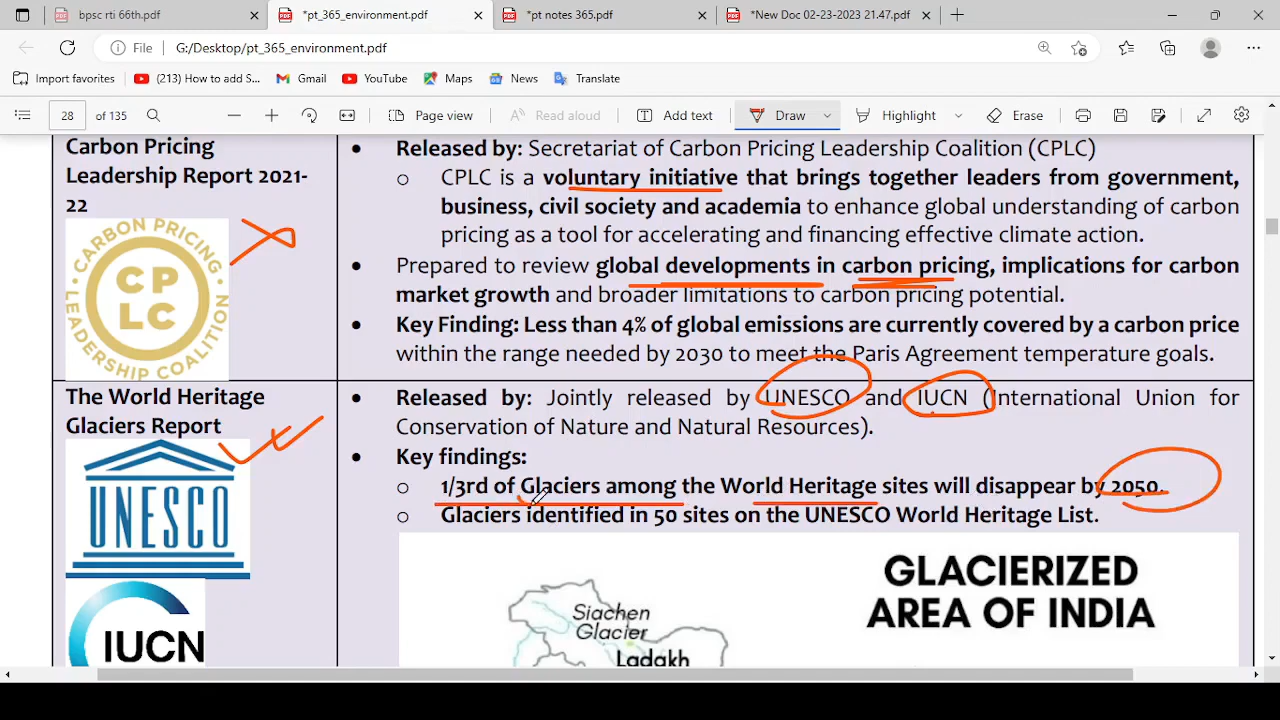 bpsc rti 66th.pdf
*pt_365_environment.pdf
*pt notes 365.pdf
*New Doc 02-23-2023 21.47.pdf
File
G:/Desktop/pt_365_environment.pdf
Import favorites
(213) How to add S...
Gmail
YouTube
Maps
News
Translate
28 of 135
Page view
Read aloud
Add text
Draw
Highlight
Erase
Carbon Pricing
Leadership Report 2021-
22
CARBON PRICING
CP
LC
LEADERSHIP COALITION
• Released by: Secretariat of Carbon Pricing Leadership Coalition (CPLC)
o CPLC is a voluntary initiative that brings together leaders from government,
business, civil society and academia to enhance global understanding of carbon
pricing as a tool for accelerating and financing effective climate action.
• Prepared to review global developments in carbon pricing, implications for carbon
market growth and broader limitations to carbon pricing potential.
• Key Finding: Less than 4% of global emissions are currently covered by a carbon price
within the range needed by 2030 to meet the Paris Agreement temperature goals.
The World Heritage
Glaciers Report
UNESCO
IUCN
• Released by: Jointly released by UNESCO and IUCN (International Union for
Conservation of Nature and Natural Resources).
• Key findings:
o 1/3rd of Glaciers among the World Heritage sites will disappear by 2050.
o Glaciers identified in 50 sites on the UNESCO World Heritage List.
GLACIERIZED
AREA OF INDIA
Siachen
Glacier
Ladakh